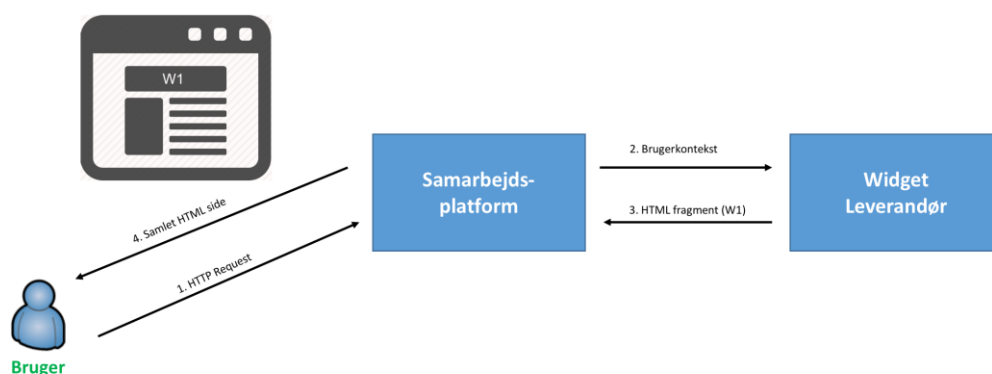 W1
Samarbejds-
platform
2. Brugerkontekst
Widget
Leverandør
3. HTML fragment (W1)
4. Samlet HTML side
1. HTTP Request
Bruger